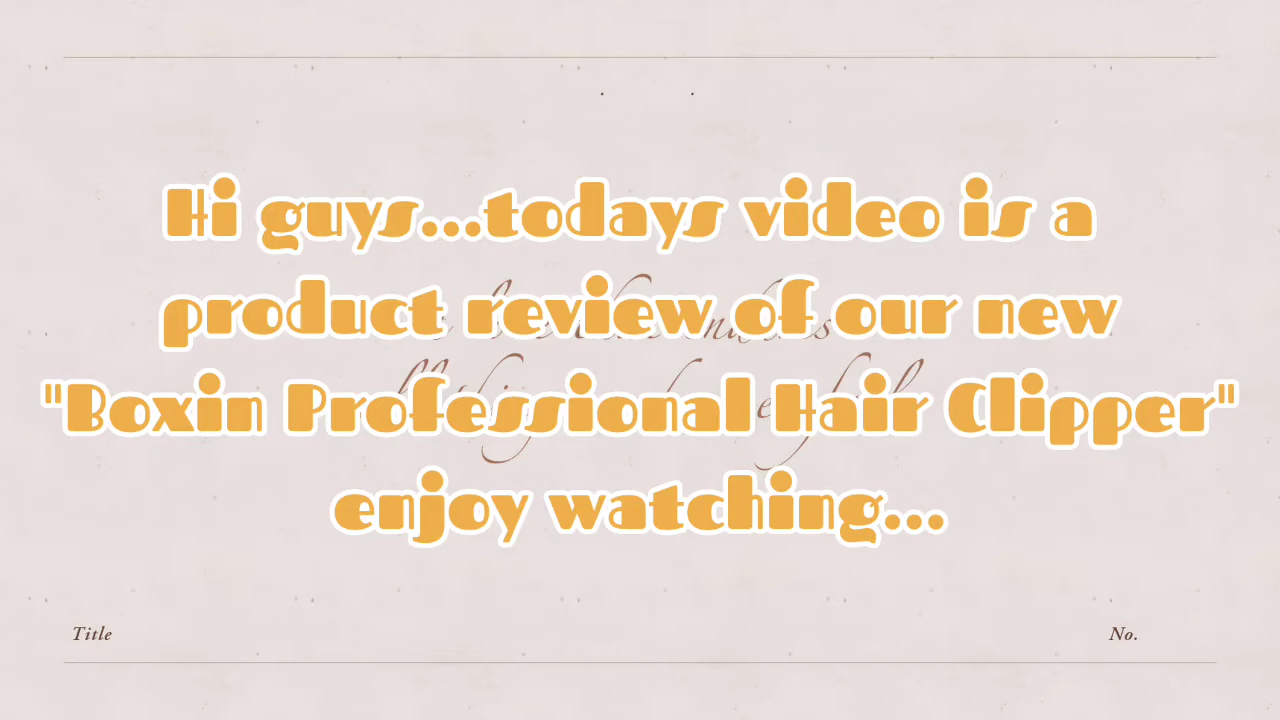 Hi guys...todays video is a
product review of our new
"Boxin Professional Hair Clipper"
enjoy watching...
Title
No.